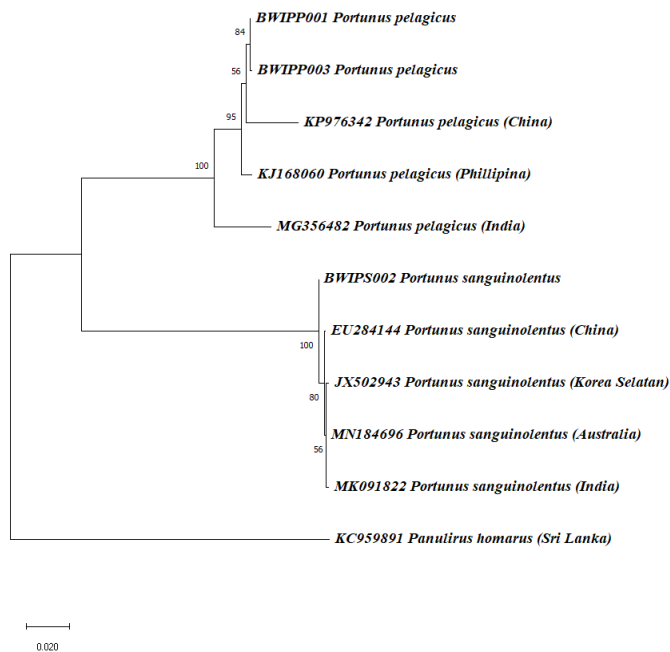 BWIPP001 Portunus pelagicus
84
BWIPP003 Portunus pelagicus
56
KP976342 Portunus pelagicus (China)
95
KJ168060 Portunus pelagicus (Phillipina)
100
MG356482 Portunus pelagicus (India)
BWIPS002 Portunus sanguinolentus
EU284144 Portunus sanguinolentus (China)
100
JX502943 Portunus sanguinolentus (Korea Selatan)
80
MN184696 Portunus sanguinolentus (Australia)
56
MK091822 Portunus sanguinolentus (India)
KC959891 Panulirus homarus (Sri Lanka)
0.020